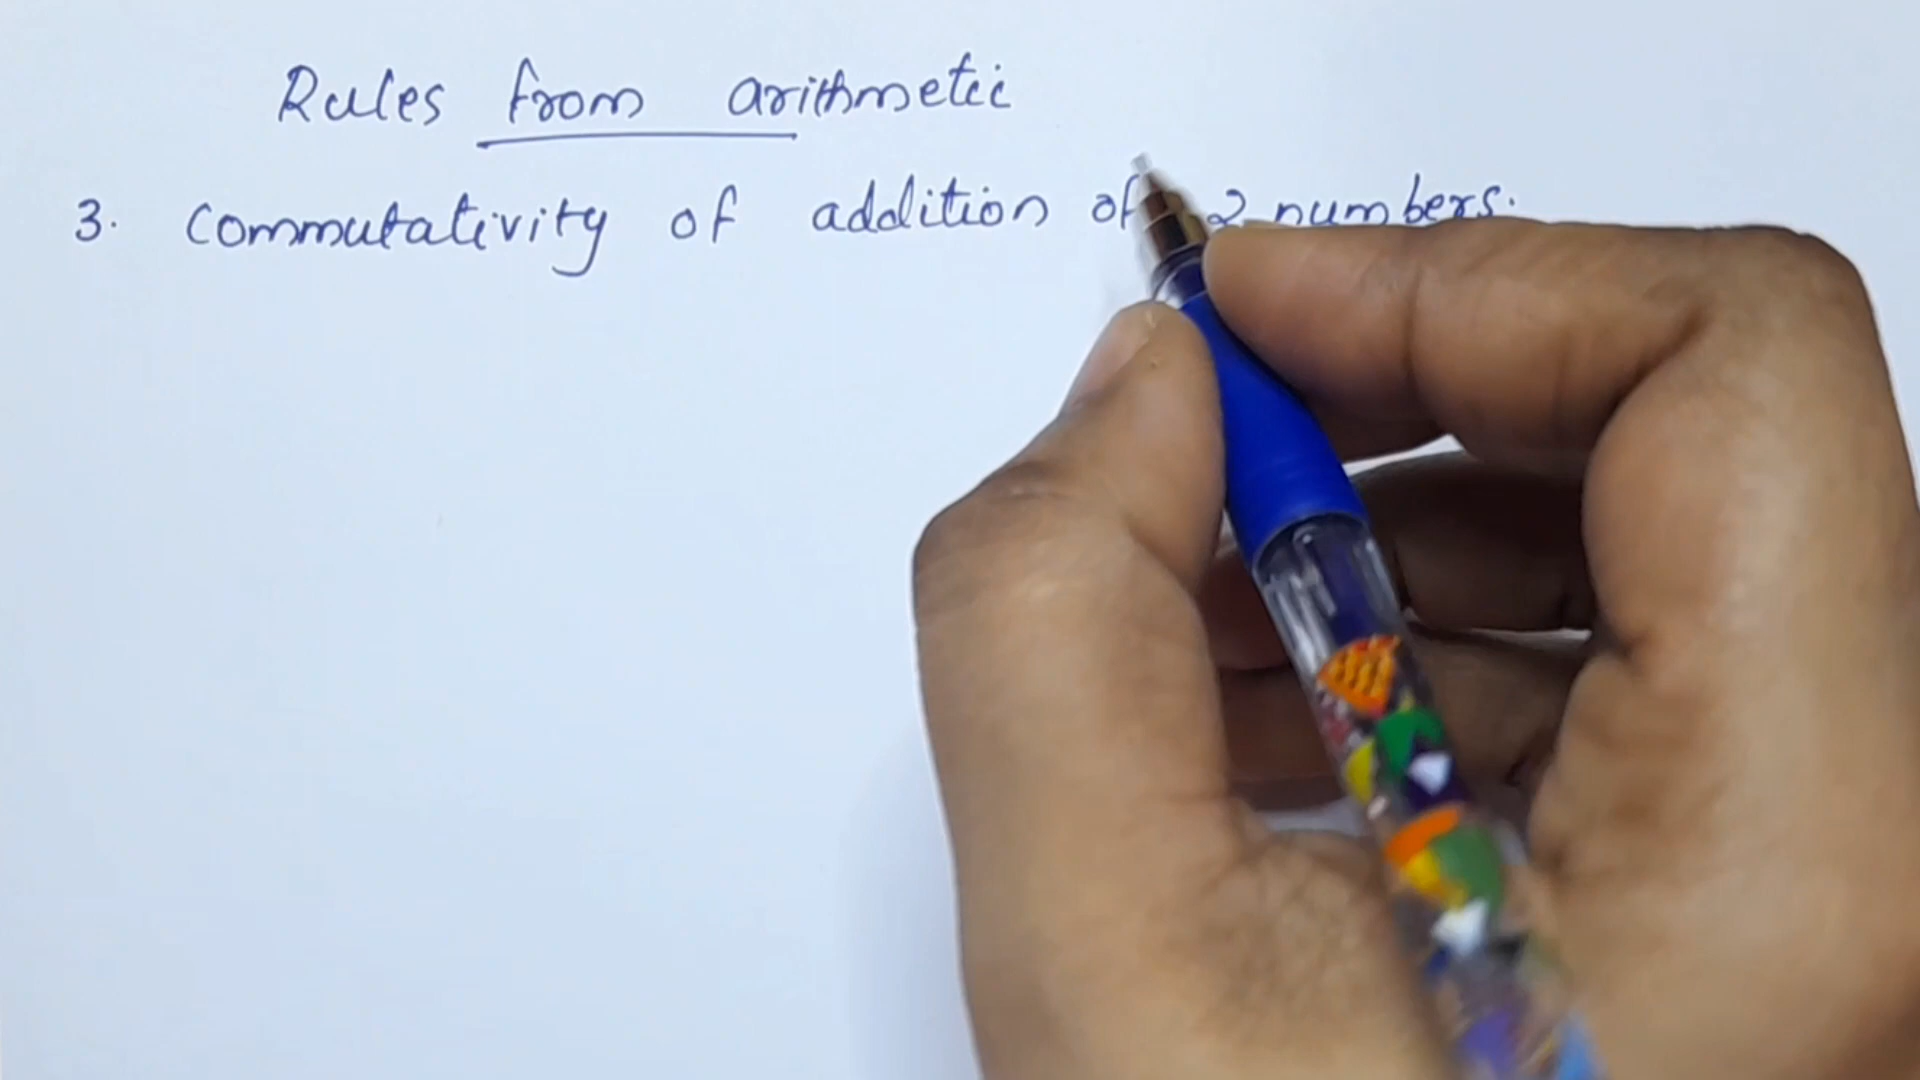 Rules from arithmetic
3. Commutativity of addition of 2 numbers.